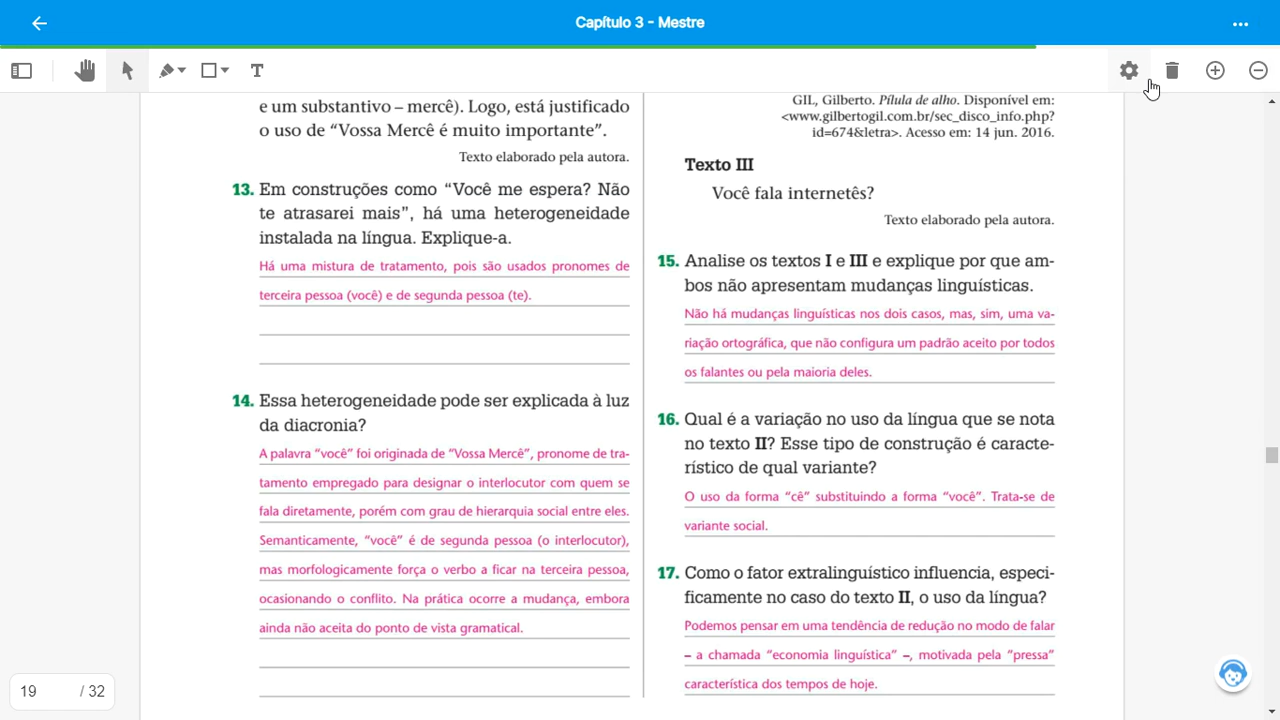 Capítulo 3 - Mestre
T
e um substantivo – mercê). Logo, está justificado
o uso de “Vossa Mercê é muito importante”.
Texto elaborado pela autora.
13. Em construções como “Você me espera? Não
te atrasarei mais”, há uma heterogeneidade
instalada na língua. Explique-a.
Há uma mistura de tratamento, pois são usados pronomes de
terceira pessoa (você) e de segunda pessoa (te).
14. Essa heterogeneidade pode ser explicada à luz
da diacronia?
A palavra “você” foi originada de “Vossa Mercê”, pronome de tra-
tamento empregado para designar o interlocutor com quem se
fala diretamente, porém com grau de hierarquia social entre eles.
Semanticamente, “você” é de segunda pessoa (o interlocutor),
mas morfologicamente força o verbo a ficar na terceira pessoa,
ocasionando o conflito. Na prática ocorre a mudança, embora
ainda não aceita do ponto de vista gramatical.
GIL, Gilberto. Pílula de alho. Disponível em:
<www.gilbertogil.com.br/sec_disco_info.php?
id=674&letra>. Acesso em: 14 jun. 2016.
Texto III
Você fala internetês?
Texto elaborado pela autora.
15. Analise os textos I e III e explique por que am-
bos não apresentam mudanças linguísticas.
Não há mudanças linguísticas nos dois casos, mas, sim, uma va-
riação ortográfica, que não configura um padrão aceito por todos
os falantes ou pela maioria deles.
16. Qual é a variação no uso da língua que se nota
no texto II? Esse tipo de construção é caracte-
rístico de qual variante?
O uso da forma “cê” substituindo a forma “você”. Trata-se de
variante social.
17. Como o fator extralinguístico influencia, especi-
ficamente no caso do texto II, o uso da língua?
Podemos pensar em uma tendência de redução no modo de falar
– a chamada “economia linguística” –, motivada pela “pressa”
característica dos tempos de hoje.
19 / 32